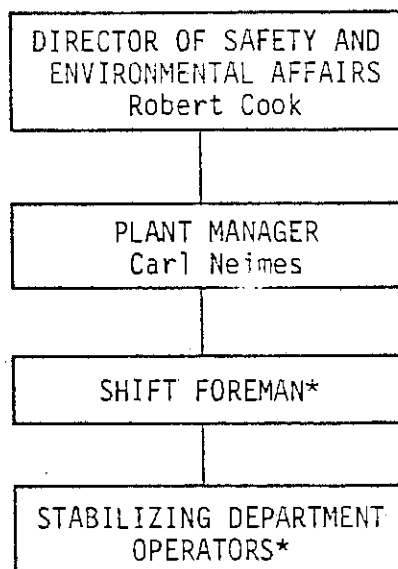 DIRECTOR OF SAFETY AND
ENVIRONMENTAL AFFAIRS
Robert Cook
PLANT MANAGER
Carl Neimes
SHIFT FOREMAN*
STABILIZING DEPARTMENT
OPERATORS*